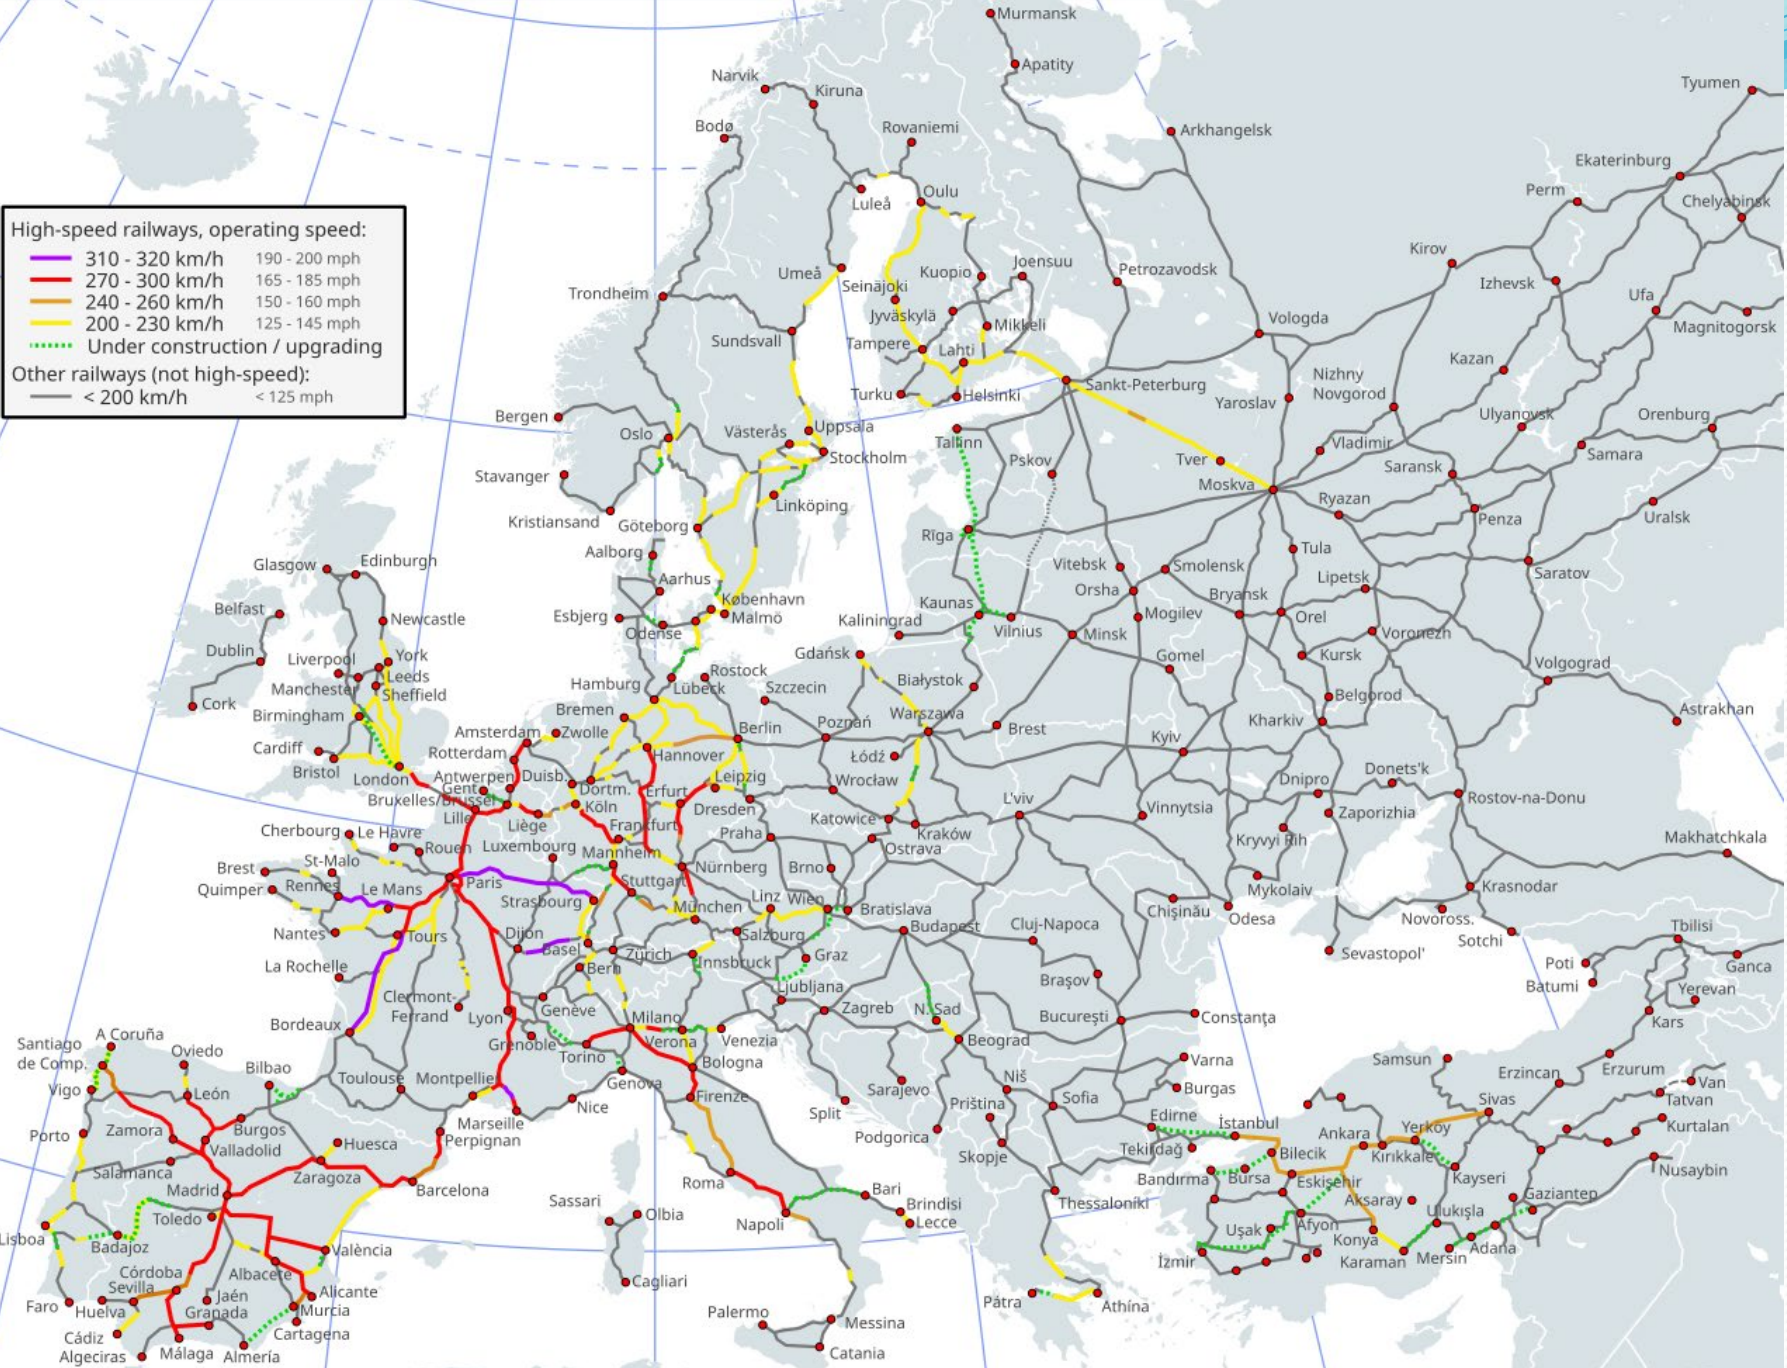 High-speed railways, operating speed:
310 - 320 km/h 190 - 200 mph
270 - 300 km/h 165 - 185 mph
240 - 260 km/h 150 - 160 mph
200 - 230 km/h 125 - 145 mph
Under construction / upgrading
Other railways (not high-speed):
< 200 km/h < 125 mph
Murmansk
Apatity
Narvik
Kiruna
Tyumen
Bodø
Rovaniemi
Arkhangelsk
Ekaterinburg
Perm
Luleå
Oulu
Chelyabinsk
Kirov
Umeå
Kuopio
Joensuu
Petrozavodsk
Izhevsk
Trondheim
Seinäjoki
Ufa
Jyväskylä
Mikkeli
Vologda
Magnitogorsk
Sundsvall
Tampere
Lahti
Kazan
Nizhny
Novgorod
Sankt-Peterburg
Turku
Helsinki
Yaroslav
Bergen
Oslo
Västerås
Uppsala
Ulyanovsk
Orenburg
Tallinn
Vladimir
Stockholm
Pskov
Tver
Saransk
Samara
Stavanger
Moskva
Linköping
Ryazan
Kristiansand
Göteborg
Penza
Uralsk
Rīga
Aalborg
Tula
Glasgow
Edinburgh
Vitebsk
Smolensk
Lipetsk
Saratov
Aarhus
Orsha
Bryansk
Belfast
København
Kaunas
Newcastle
Esbjerg
Malmö
Kaliningrad
Mogilev
Orel
Odense
Vilnius
Minsk
Voronezh
Dublin
York
Liverpool
Gdańsk
Gomel
Kursk
Volgograd
Leeds
Rostock
Manchester
Sheffield
Hamburg
Lübeck
Szczecin
Białystok
Cork
Bremen
Belgorod
Birmingham
Warszawa
Astrakhan
Amsterdam
Zwolle
Berlin
Poznań
Brest
Kharkiv
Cardiff
Rotterdam
Hannover
Kyiv
Bristol
Łódź
London
Antwerpen
Duisb.
Leipzig
Wrocław
Dnipro
Donets'k
Gent
Dortm.
Erfurt
Bruxelles/Brussel
Köln
Dresden
L'viv
Vinnytsia
Rostov-na-Donu
Lille
Liège
Katowice
Zaporizhia
Cherbourg
Le Havre
Frankfurt
Praha
Kraków
Kryvyi Rih
Makhatchkala
Rouen
Luxembourg
Mannheim
Ostrava
Brest
St-Malo
Nürnberg
Brno
Quimper
Rennes
Le Mans
Paris
Stuttgart
Mykolaiv
Krasnodar
Strasbourg
Linz
Wien
München
Bratislava
Chişinău
Odesa
Novoross.
Nantes
Tours
Dijon
Basel
Salzburg
Budapest
Cluj-Napoca
Sotchi
Tbilisi
Zürich
Innsbruck
Graz
Sevastopol'
La Rochelle
Bern
Poti
Ganca
Brașov
Batumi
Yerevan
Clermont-
Ferrand
Genève
Ljubljana
Lyon
Milano
Zagreb
N.Sad
București
Constanţa
Kars
Bordeaux
Santiago
de Comp.
A Coruña
Oviedo
Grenoble
Torino
Verona
Venezia
Beograd
Bilbao
Bologna
Varna
Samsun
Vigo
León
Toulouse
Montpellier
Genova
Sarajevo
Niš
Burgas
Erzincan
Erzurum
Van
Tatvan
Firenze
Nice
Split
Priština
Sofia
Sivas
Porto
Zamora
Burgos
Marseille
Edirne
İstanbul
Ankara
Yerköy
Kurtalan
Valladolid
Huesca
Perpignan
Podgorica
Tekirdağ
Bilecik
Kırıkkale
Salamanca
Zaragoza
Skopje
Nusaybin
Madrid
Barcelona
Roma
Bandırma
Bursa
Eskişehir
Kayseri
Sassari
Bari
Thessaloniki
Gaziantep
Toledo
Olbia
Napoli
Brindisi
Aksaray
Lecce
Ulukışla
Lisboa
Badajoz
València
Uşak
Afyon
Konya
Adana
Albacete
İzmir
Karaman
Mersin
Córdoba
Sevilla
Cagliari
Faro
Huelva
Jaén
Alicante
Granada
Murcia
Pátra
Athína
Cádiz
Cartagena
Palermo
Messina
Algeciras
Málaga
Almería
Catania